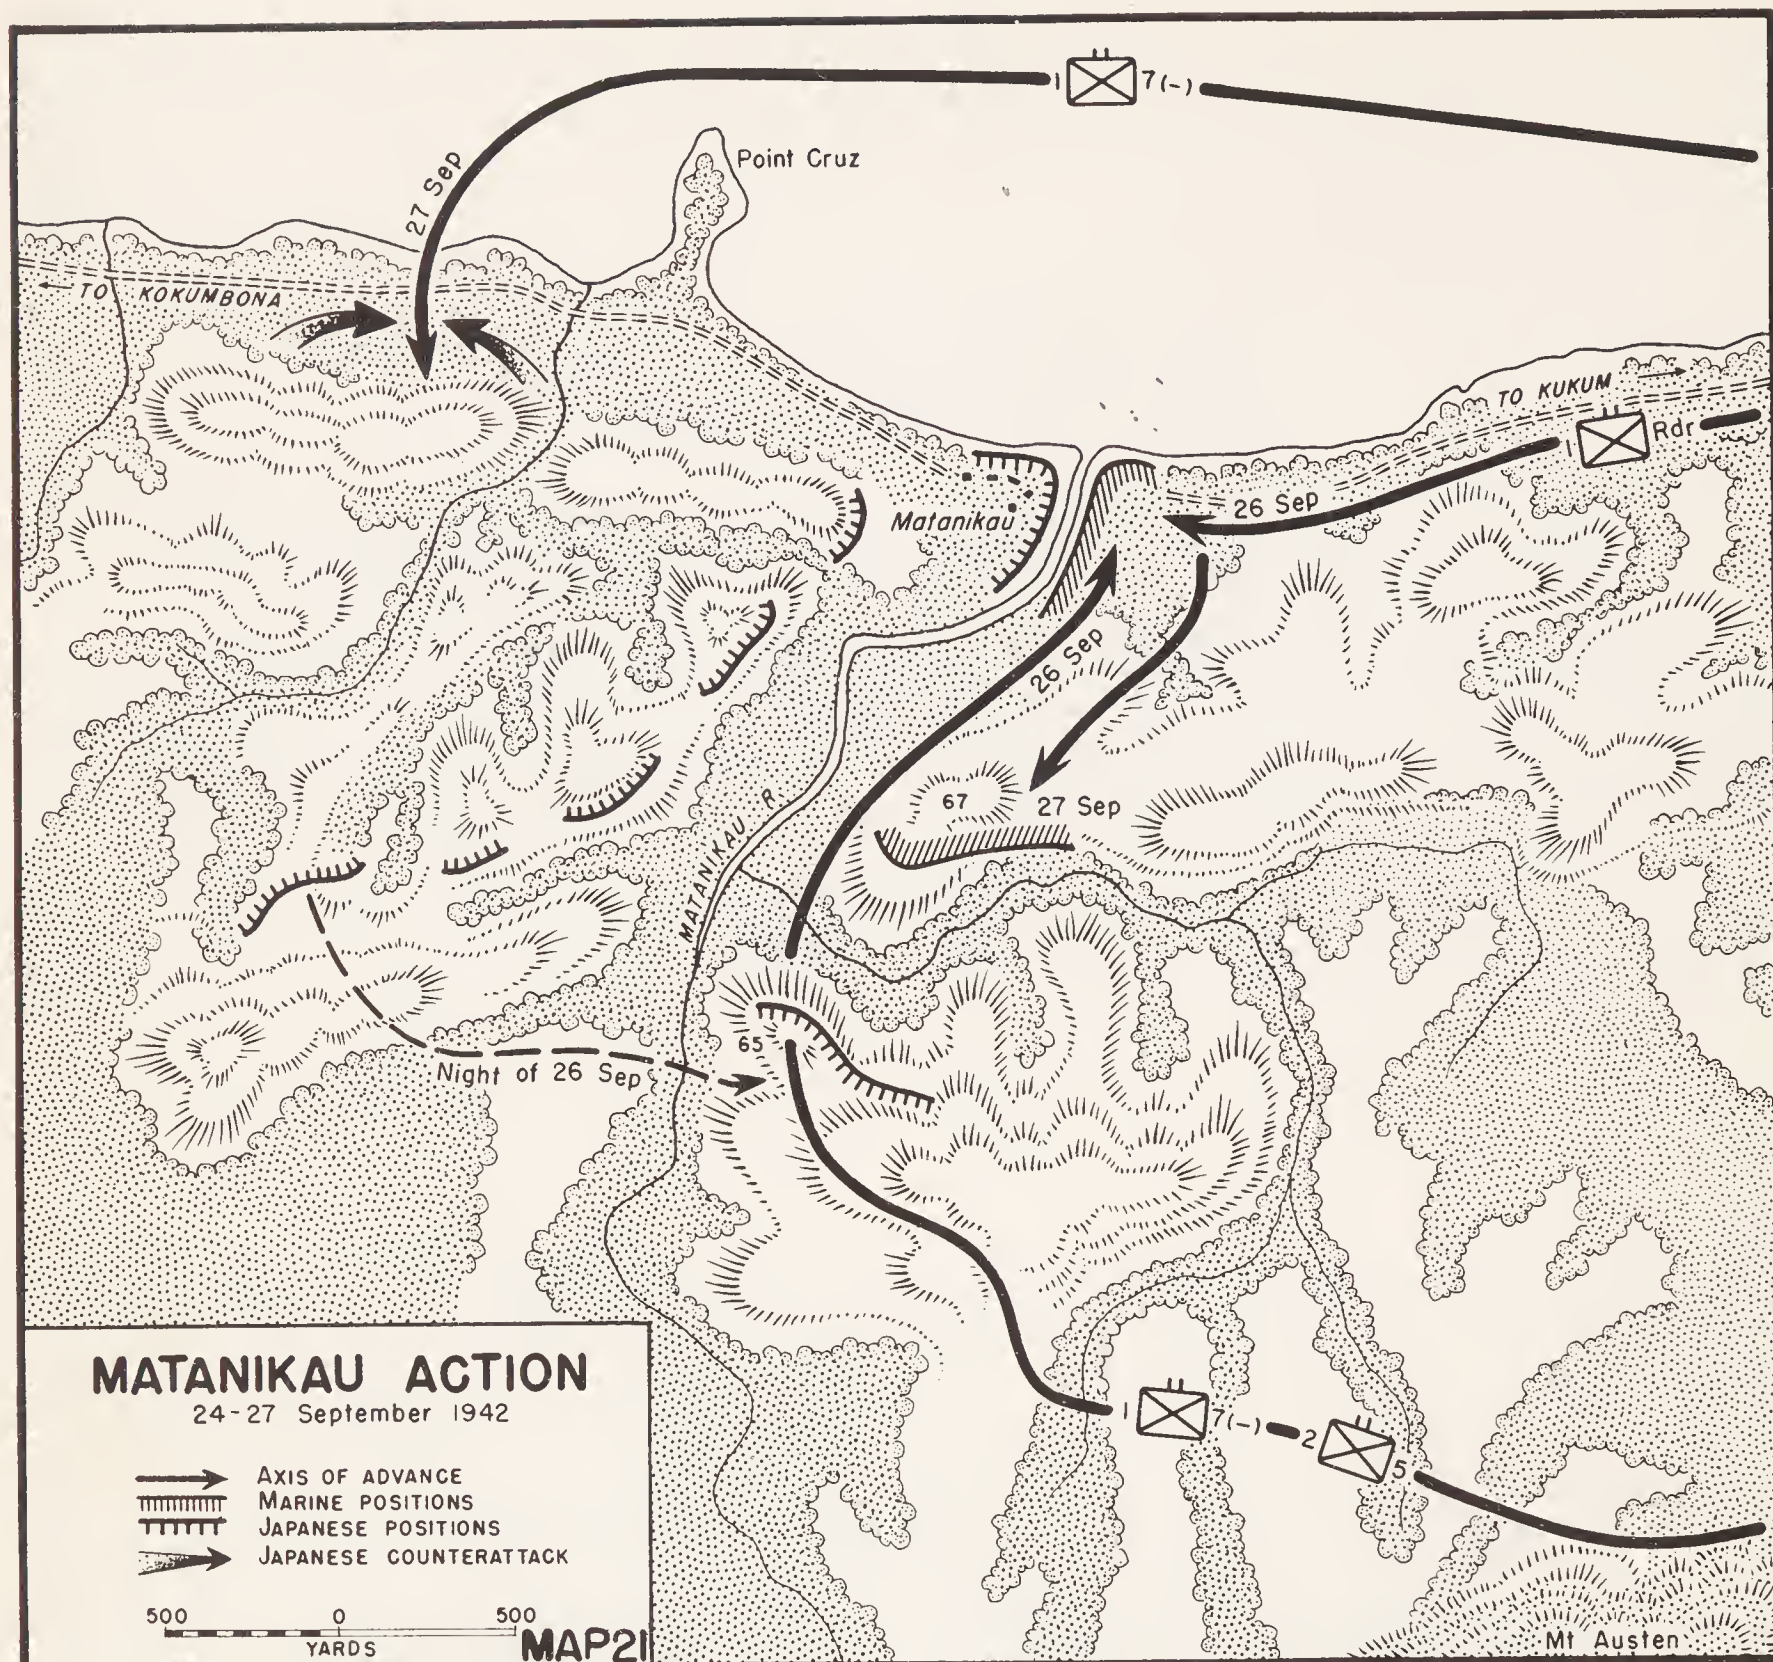 1 7(-)
Point Cruz
27 Sep
← TO KOKUMBONA
TO KUKUM →
1 Rdr
26 Sep
Matanikau
26 Sep
67
27 Sep
MATANIKAU R
65
Night of 26 Sep
1 7(-) 2 5
Mt Austen
MATANIKAU ACTION
24-27 September 1942
AXIS OF ADVANCE
MARINE POSITIONS
JAPANESE POSITIONS
JAPANESE COUNTERATTACK
500 0 500
YARDS
MAP21